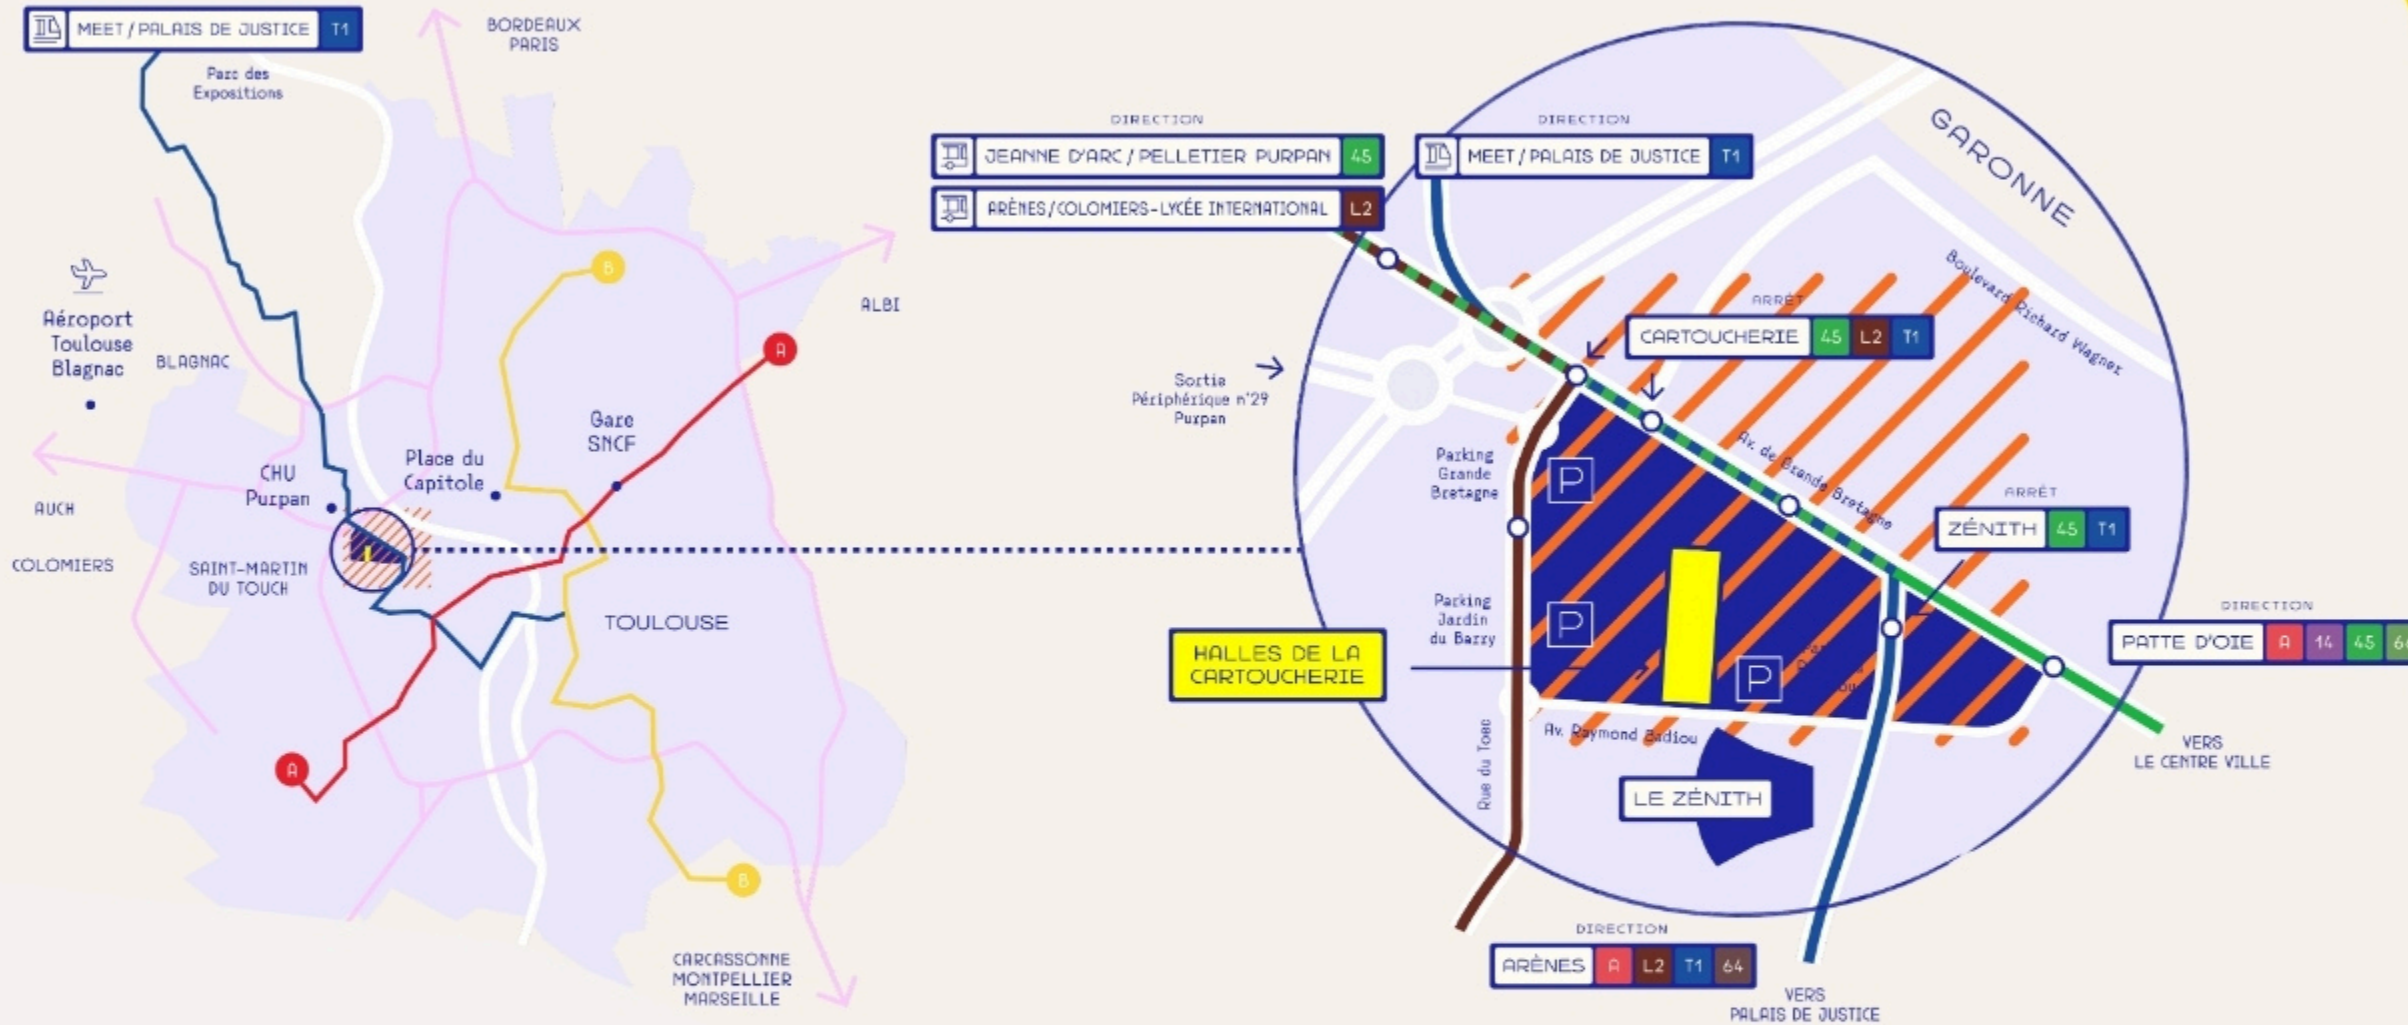 MEET/PALAIS DE JUSTICE T1
Parc des
Expositions
BORDEAUX
PARIS
Aéroport
Toulouse
Blagnac
BLAGNAC
ALBI
B
A
Gare
SNCF
Place du
Capitole
CHU
Purpan
AUCH
COLOMIERS
SAINT-MARTIN
DU TOUCH
TOULOUSE
A
B
CARCASSONNE
MONTPELLIER
MARSEILLE
DIRECTION
JEANNE D'ARC/PELLETIER PURPAN 45
ARÈNES/COLOMIERS-LYCÉE INTERNATIONAL L2
DIRECTION
MEET/PALAIS DE JUSTICE T1
GARONNE
Boulevard Richard Wagner
ARRÊT
CARTOUCHERIE 45 L2 T1
Sortie
Périphérique n°29
Purpan
Av. de Grande Bretagne
Parking
Grande
Bretagne
P
ARRÊT
ZÉNITH 45 T1
Parking
Jardin
du Barry
P
P
HALLES DE LA
CARTOUCHERIE
DIRECTION
PATTE D'OIE A 14 45
Av. Raymond Badiou
Rue du Toec
LE ZÉNITH
VERS
LE CENTRE VILLE
DIRECTION
ARÈNES A L2 T1 64
VERS
PALAIS DE JUSTICE